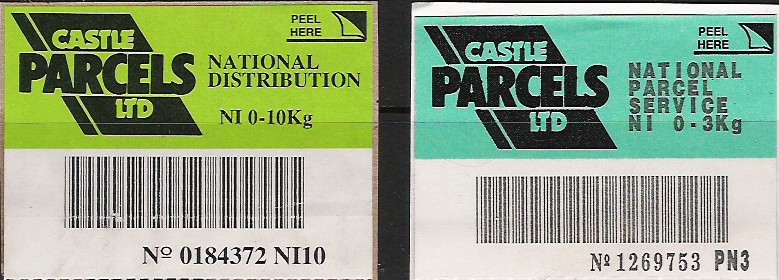 PEEL
HERE
CASTLE
PARCELS
LTD
NATIONAL
DISTRIBUTION
NI 0-10Kg
Nº 0184372 NI10
PEEL
HERE
CASTLE
PARCELS
LTD
NATIONAL
PARCEL
SERVICE
NI 0-3Kg
Nº 1269753 PN3